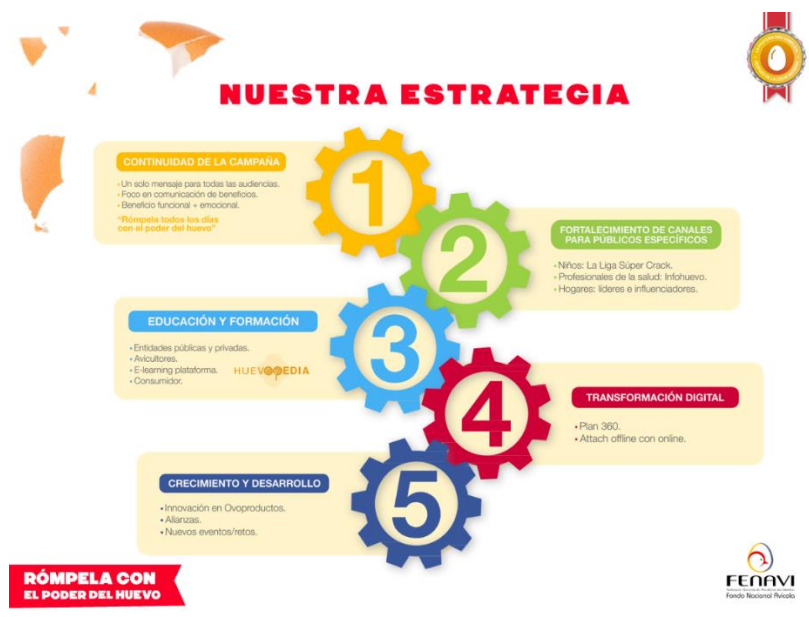 NUESTRA ESTRATEGIA
1
CONTINUIDAD DE LA CAMPAÑA
• Un solo mensaje para todas las audiencias.
• Foco en comunicación de beneficios.
• Beneficio funcional + emocional.
"Rómpela todos los días
con el poder del huevo"
2
FORTALECIMIENTO DE CANALES
PARA PÚBLICOS ESPECÍFICOS
• Niños: La Liga Súper Crack.
• Profesionales de la salud: Infohuevo.
• Hogares: líderes e influenciadores.
3
EDUCACIÓN Y FORMACIÓN
• Entidades públicas y privadas.
• Avicultores.
• E-learning plataforma.
• Consumidor.
HUEVOPEDIA
4
TRANSFORMACIÓN DIGITAL
• Plan 360.
• Attach offline con online.
5
CRECIMIENTO Y DESARROLLO
• Innovación en Ovoproductos.
• Alianzas.
• Nuevos eventos/retos.
RÓMPELA CON
EL PODER DEL HUEVO
FENAVI
Fondo Nacional Avícola